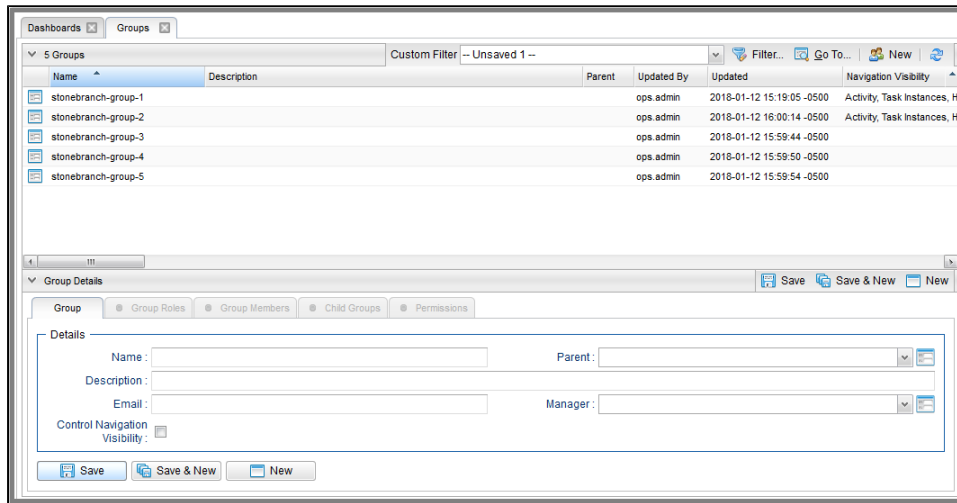 Dashboards Groups
5 Groups Custom Filter -- Unsaved 1 -- Filter... Go To... New
Name Description Parent Updated By Updated Navigation Visibility
stonebranch-group-1 ops.admin 2018-01-12 15:19:05 -0500 Activity, Task Instances, H
stonebranch-group-2 ops.admin 2018-01-12 16:00:14 -0500 Activity, Task Instances, H
stonebranch-group-3 ops.admin 2018-01-12 15:59:44 -0500
stonebranch-group-4 ops.admin 2018-01-12 15:59:50 -0500
stonebranch-group-5 ops.admin 2018-01-12 15:59:54 -0500
Group Details Save Save & New New
Group Group Roles Group Members Child Groups Permissions
Details
Name : Parent :
Description :
Email : Manager :
Control Navigation
Visibility :
Save Save & New New